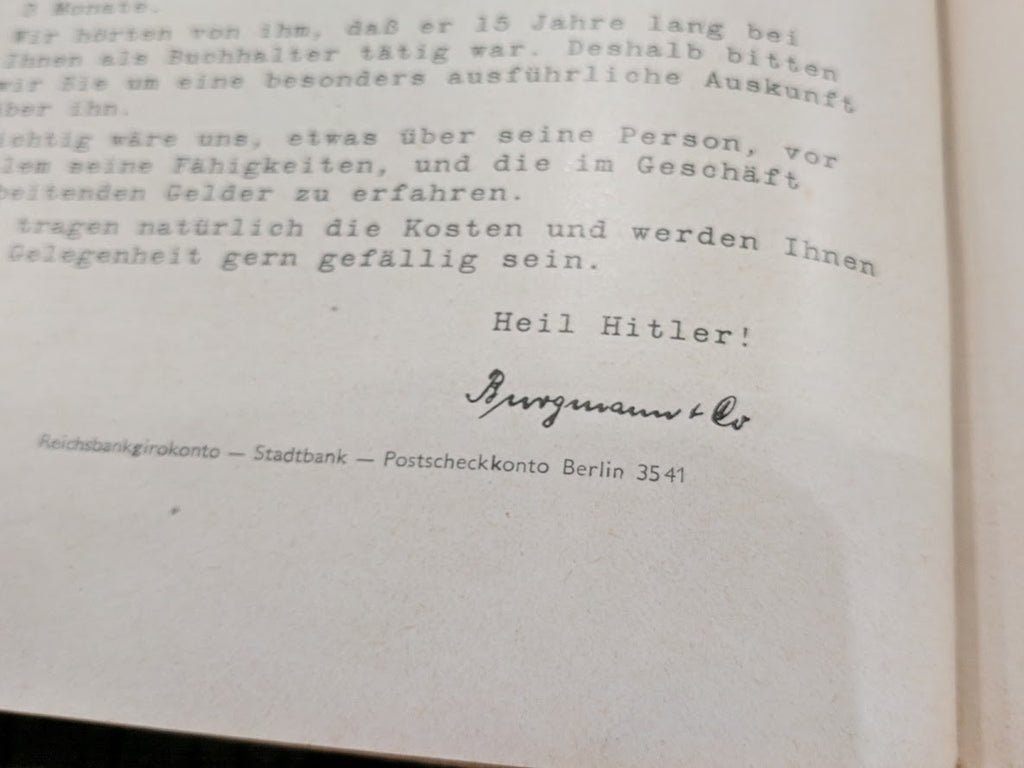 2 Monate.
Wir hörten von ihm, daß er 15 Jahre lang bei
Ihnen als Buchhalter tätig war. Deshalb bitten
wir Sie um eine besonders ausführliche Auskunft
über ihn.
ichtig wäre uns, etwas über seine Person, vor
lem seine Fähigkeiten, und die im Geschäft
beitenden Gelder zu erfahren.
tragen natürlich die Kosten und werden Ihnen
Gelegenheit gern gefällig sein.
Heil Hitler!
Burgmann & Co
Reichsbankgirokonto — Stadtbank — Postscheckkonto Berlin 3541